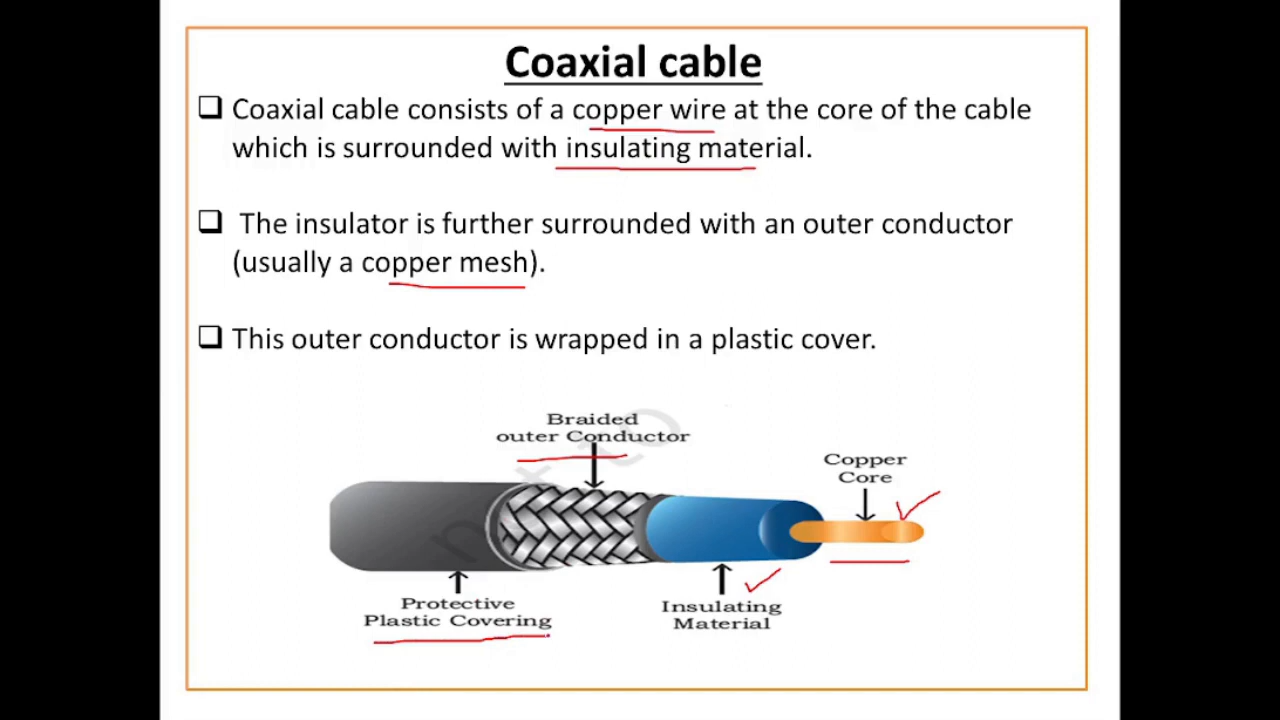 Coaxial cable
❑ Coaxial cable consists of a copper wire at the core of the cable
which is surrounded with insulating material.
❑ The insulator is further surrounded with an outer conductor
(usually a copper mesh).
❑ This outer conductor is wrapped in a plastic cover.
Braided
outer Conductor
Copper
Core
Protective
Plastic Covering
Insulating
Material